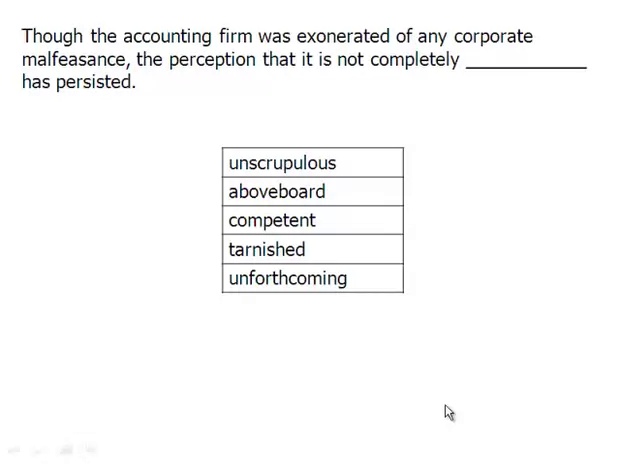 Though the accounting firm was exonerated of any corporate
malfeasance, the perception that it is not completely ____________
has persisted.
unscrupulous
aboveboard
competent
tarnished
unforthcoming